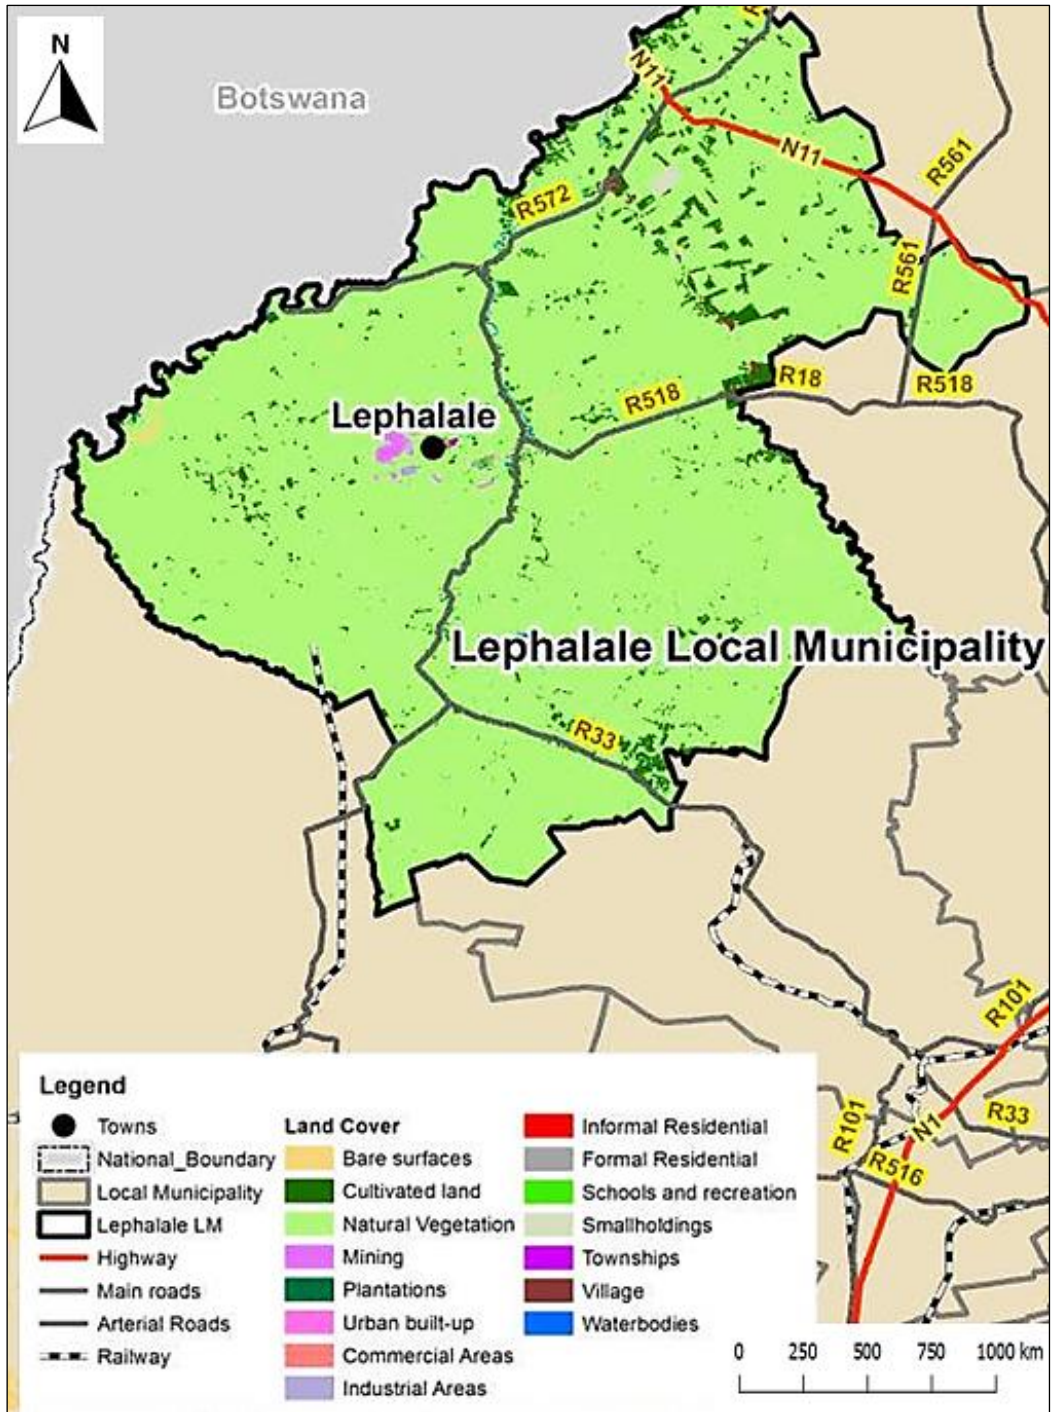 N
Botswana
N11
N11
R561
R572
R561
R518
R18
R518
Lephalale
Lephalale Local Municipality
R33
R101
R101
N1
R33
R516
Legend
Towns
National_Boundary
Local Municipality
Lephalale LM
Highway
Main roads
Arterial Roads
Railway
Land Cover
Bare surfaces
Cultivated land
Natural Vegetation
Mining
Plantations
Urban built-up
Commercial Areas
Industrial Areas
Informal Residential
Formal Residential
Schools and recreation
Smallholdings
Townships
Village
Waterbodies
0 250 500 750 1000 km